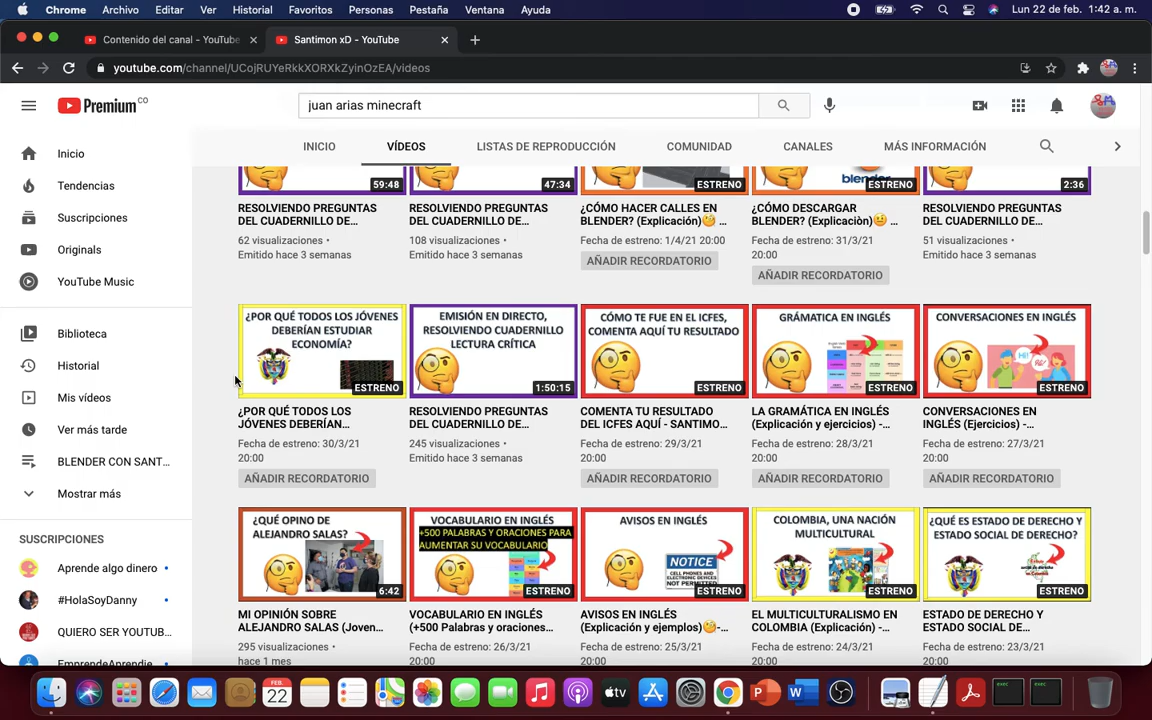 Chrome Archivo Editar Ver Historial Favoritos Personas Pestaña Ventana Ayuda Lun 22 de feb. 1:42 a. m.
Contenido del canal - YouTube
Santimon xD - YouTube
youtube.com/channel/UCojRUYeRkkXORXkZyinOzEA/videos
Premium CO
juan arias minecraft
INICIO VÍDEOS LISTAS DE REPRODUCCIÓN COMUNIDAD CANALES MÁS INFORMACIÓN
Inicio
Tendencias
Suscripciones
Originals
YouTube Music
Biblioteca
Historial
Mis vídeos
Ver más tarde
BLENDER CON SANT...
Mostrar más
SUSCRIPCIONES
Aprende algo dinero
#HolaSoyDanny
QUIERO SER YOUTUB...
EmprendeAprendie
59:48
RESOLVIENDO PREGUNTAS
DEL CUADERNILLO DE...
62 visualizaciones •
Emitido hace 3 semanas
47:34
RESOLVIENDO PREGUNTAS
DEL CUADERNILLO DE...
108 visualizaciones •
Emitido hace 3 semanas
ESTRENO
¿CÓMO HACER CALLES EN
BLENDER? (Explicación) ...
Fecha de estreno: 1/4/21 20:00
AÑADIR RECORDATORIO
blender
ESTRENO
¿CÓMO DESCARGAR
BLENDER? (Explicaciòn) ...
Fecha de estreno: 31/3/21
20:00
AÑADIR RECORDATORIO
2:36
RESOLVIENDO PREGUNTAS
DEL CUADERNILLO DE...
51 visualizaciones •
Emitido hace 3 semanas
¿POR QUÉ TODOS LOS JÓVENES
DEBERÍAN ESTUDIAR
ECONOMÍA?
ESTRENO
¿POR QUÉ TODOS LOS
JÓVENES DEBERÍAN...
Fecha de estreno: 30/3/21
20:00
AÑADIR RECORDATORIO
EMISIÓN EN DIRECTO,
RESOLVIENDO CUADERNILLO
LECTURA CRÍTICA
1:50:15
RESOLVIENDO PREGUNTAS
DEL CUADERNILLO DE...
245 visualizaciones •
Emitido hace 3 semanas
CÓMO TE FUE EN EL ICFES,
COMENTA AQUÍ TU RESULTADO
ESTRENO
COMENTA TU RESULTADO
DEL ICFES AQUÍ - SANTIMO...
Fecha de estreno: 29/3/21
20:00
AÑADIR RECORDATORIO
GRÁMATICA EN INGLÉS
ESTRENO
LA GRAMÁTICA EN INGLÉS
(Explicación y ejercicios) -...
Fecha de estreno: 28/3/21
20:00
AÑADIR RECORDATORIO
CONVERSACIONES EN INGLÉS
Hi!
ESTRENO
CONVERSACIONES EN
INGLÉS (Ejercicios) -...
Fecha de estreno: 27/3/21
20:00
AÑADIR RECORDATORIO
¿QUÉ OPINO DE
ALEJANDRO SALAS?
6:42
MI OPINIÓN SOBRE
ALEJANDRO SALAS (Joven...
295 visualizaciones •
hace 1 mes
VOCABULARIO EN INGLÉS
+500 PALABRAS Y ORACIONES PARA
AUMENTAR SU VOCABULARIO
ESTRENO
VOCABULARIO EN INGLÉS
(+500 Palabras y oraciones...
Fecha de estreno: 26/3/21
20:00
AVISOS EN INGLÉS
NOTICE
CELL PHONES AND
ELECTRONIC DEVICES
NOT PERMITTED
ESTRENO
AVISOS EN INGLÉS
(Explicación y ejemplos) -...
Fecha de estreno: 25/3/21
20:00
COLOMBIA, UNA NACIÓN
MULTICULTURAL
ESTRENO
EL MULTICULTURALISMO EN
COLOMBIA (Explicación) -...
Fecha de estreno: 24/3/21
20:00
¿QUÉ ES ESTADO DE DERECHO Y
ESTADO SOCIAL DE DERECHO?
ESTRENO
ESTADO DE DERECHO Y
ESTADO SOCIAL DE...
Fecha de estreno: 23/3/21
20:00
FEB.
22
tv